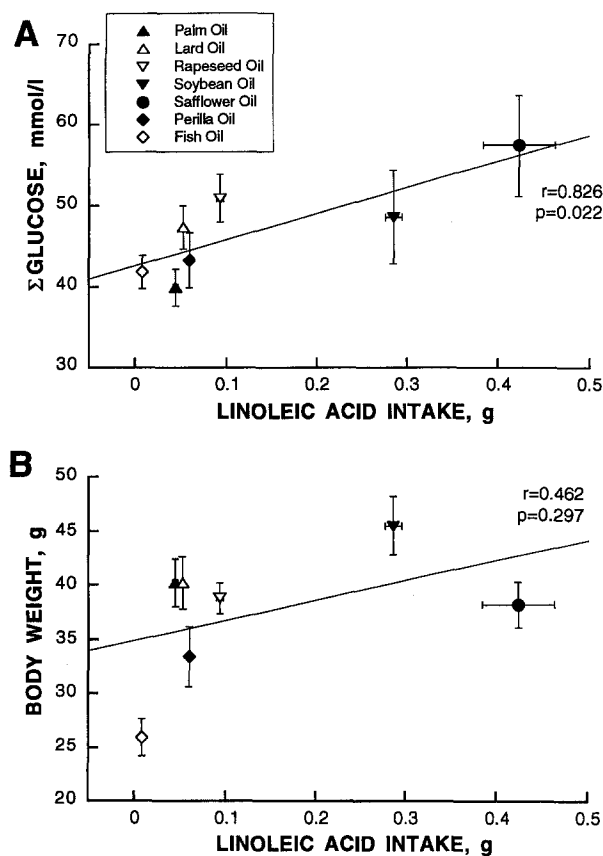 A
Palm Oil
Lard Oil
Rapeseed Oil
Soybean Oil
Safflower Oil
Perilla Oil
Fish Oil
ΣGLUCOSE, mmol/l
70
60
50
40
30
r=0.826
p=0.022
0 0.1 0.2 0.3 0.4 0.5
LINOLEIC ACID INTAKE, g
B
BODY WEIGHT, g
50
45
40
35
30
25
20
r=0.462
p=0.297
0 0.1 0.2 0.3 0.4 0.5
LINOLEIC ACID INTAKE, g